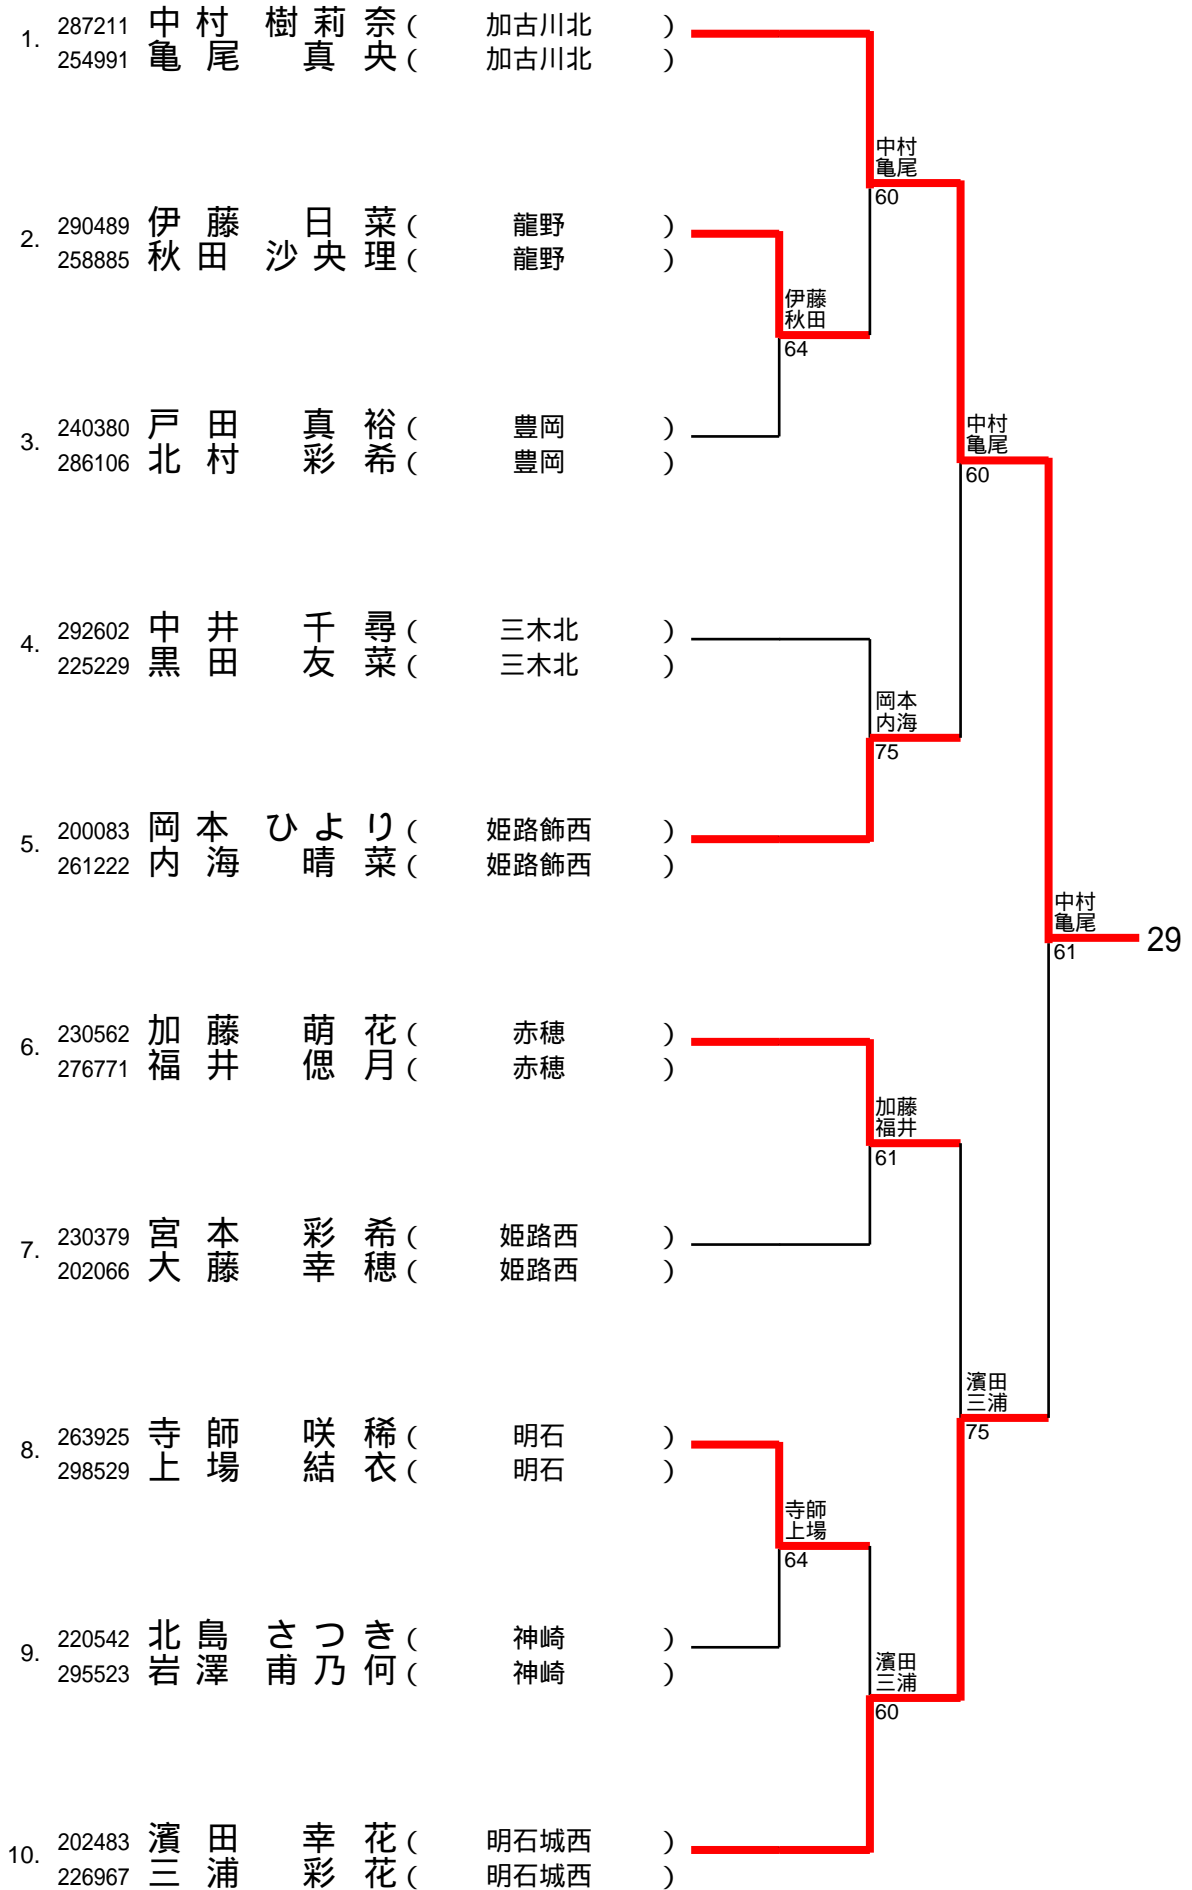 1. 287211 中村 樹莉奈 ( 加古川北 )
254991 亀尾 真央 ( 加古川北 )
中村
亀尾
60
2. 290489 伊藤 日菜 ( 龍野 )
258885 秋田 沙央理 ( 龍野 )
伊藤
秋田
64
3. 240380 戸田 真裕 ( 豊岡 )
286106 北村 彩希 ( 豊岡 )
中村
亀尾
60
4. 292602 中井 千尋 ( 三木北 )
225229 黒田 友菜 ( 三木北 )
岡本
内海
75
5. 200083 岡本 ひより ( 姫路飾西 )
261222 内海 晴菜 ( 姫路飾西 )
中村
亀尾
61
29
6. 230562 加藤 萌花 ( 赤穂 )
276771 福井 偲月 ( 赤穂 )
加藤
福井
61
7. 230379 宮本 彩希 ( 姫路西 )
202066 大藤 幸穂 ( 姫路西 )
濱田
三浦
75
8. 263925 寺師 咲稀 ( 明石 )
298529 上場 結衣 ( 明石 )
寺師
上場
64
9. 220542 北島 さつき ( 神崎 )
295523 岩澤 甫乃何 ( 神崎 )
濱田
三浦
60
10. 202483 濱田 幸花 ( 明石城西 )
226967 三浦 彩花 ( 明石城西 )